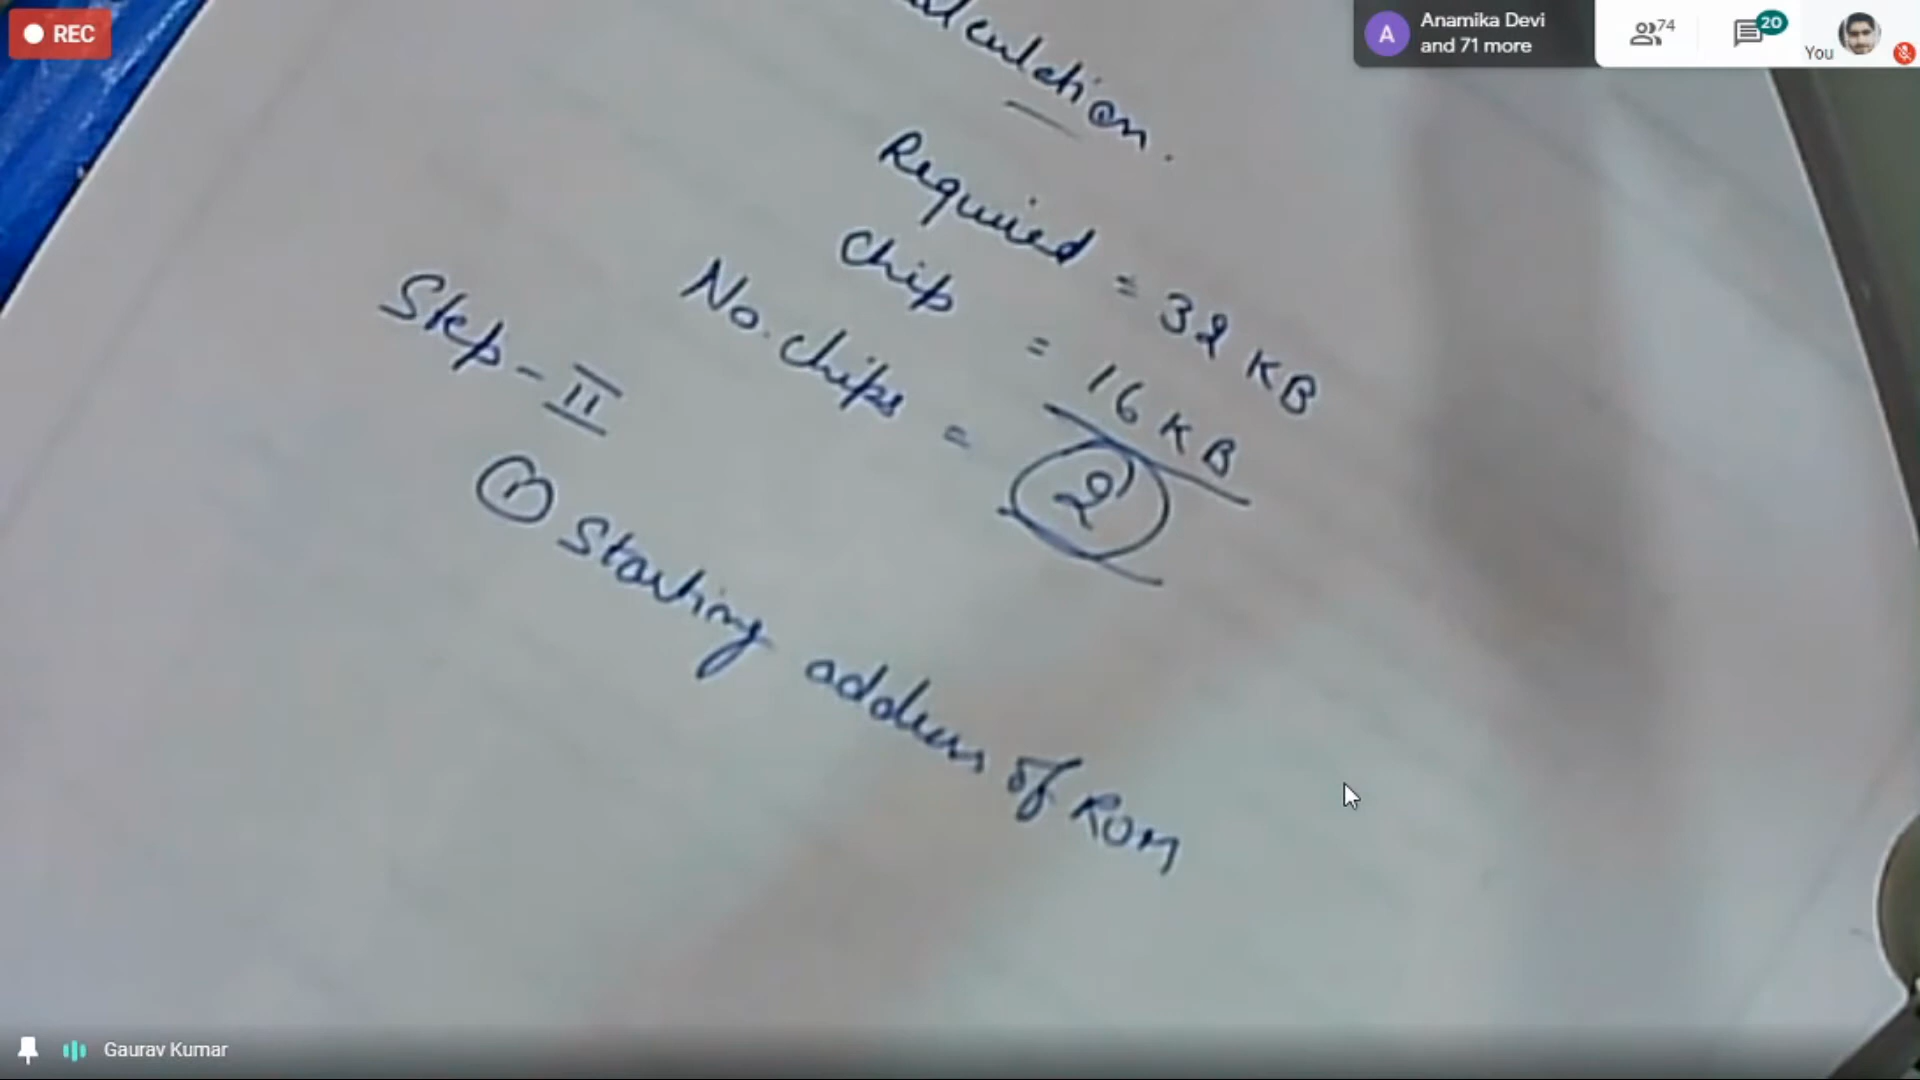 REC
A
Anamika Devi
and 71 more
74
20
You
Required = 32 KB
Chip = 16 KB
No. Chips = 2
Step - II
Starting address of ROM
Gaurav Kumar